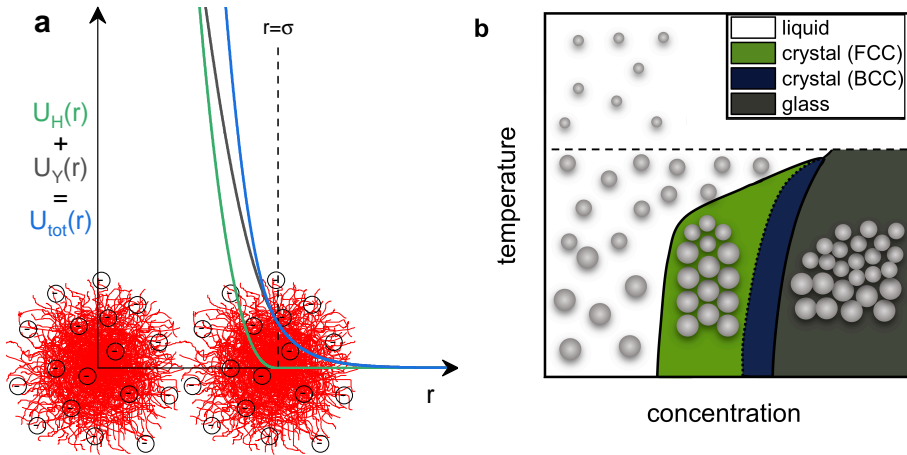 a
r=σ
U_H(r)
+
U_Y(r)
=
U_tot(r)
r
b
liquid
crystal (FCC)
crystal (BCC)
glass
temperature
concentration